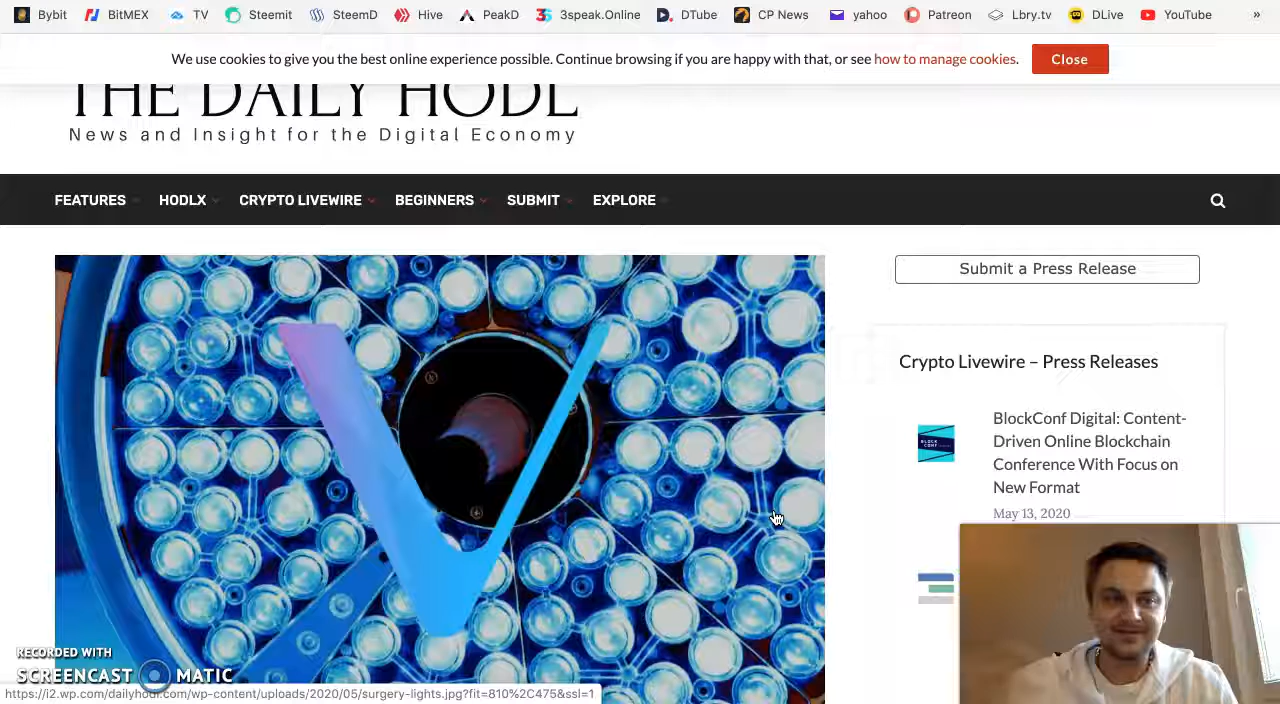 Bybit BitMEX TV Steemit SteemD Hive PeakD 3speak.Online DTube CP News yahoo Patreon Lbry.tv DLive YouTube »
We use cookies to give you thebest online experience possible. Continue browsing if you are happy with that, or see how to manage cookies. Close
THE DAILY HODL
News and Insight for the Digital Economy
FEATURES HODLX CRYPTO LIVEWIRE BEGINNERS SUBMIT EXPLORE
Submit a Press Release
Crypto Livewire – Press Releases
BLOCK
CONF
BlockConf Digital: Content-
Driven Online Blockchain
Conference With Focus on
New Format
May 13, 2020
RECORDED WITH
SCREENCAST MATIC
https://i2.wp.com/dailyhodl.com/wp-content/uploads/2020/05/surgery-lights.jpg?fit=810%2C475&ssl=1